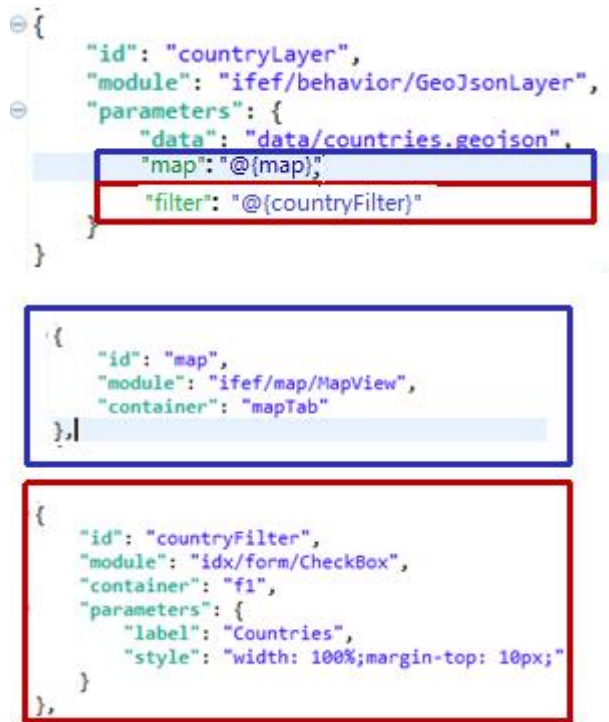 {
"id": "countryLayer",
"module": "ifef/behavior/GeoJsonLayer",
"parameters": {
"data": "data/countries.geojson",
"map": "@{map}",
"filter": "@{countryFilter}"
}
}
{
"id": "map",
"module": "ifef/map/MapView",
"container": "mapTab"
},
{
"id": "countryFilter",
"module": "idx/form/CheckBox",
"container": "f1",
"parameters": {
"label": "Countries",
"style": "width: 100%;margin-top: 10px;"
}
},